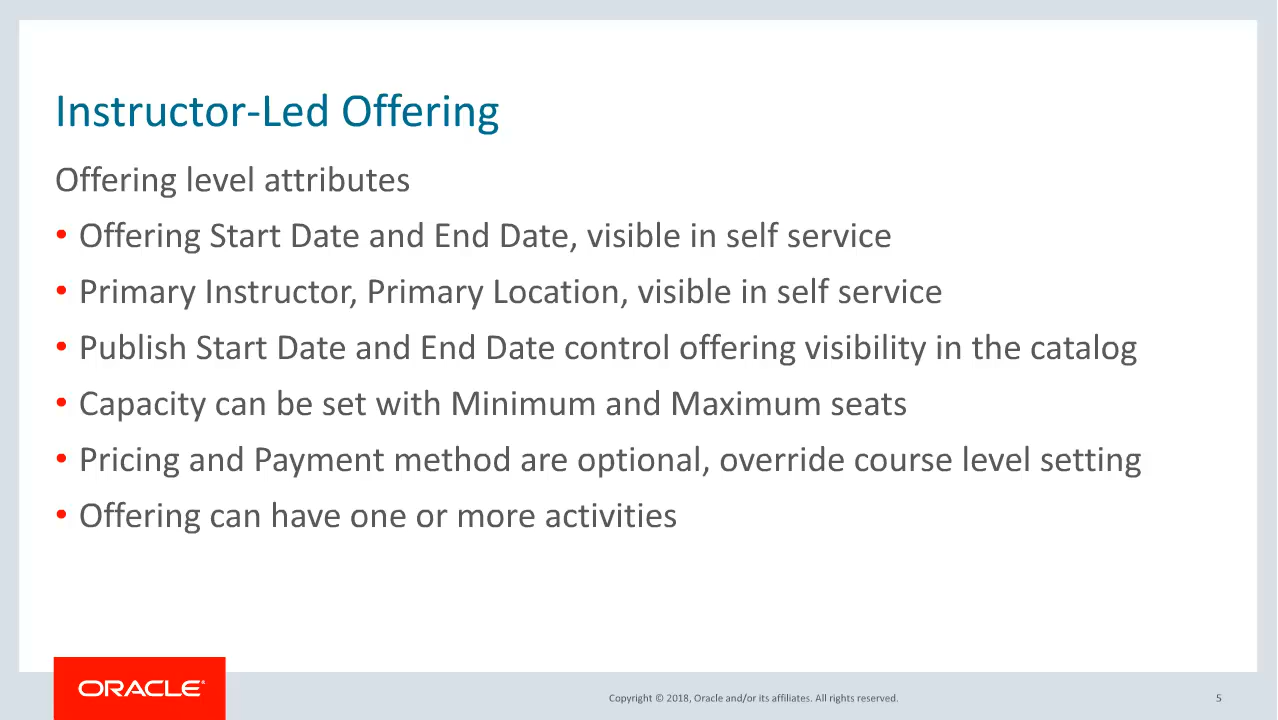 Instructor-Led Offering
Offering level attributes
• Offering Start Date and End Date, visible in self service
• Primary Instructor, Primary Location, visible in self service
• Publish Start Date and End Date control offering visibility in the catalog
• Capacity can be set with Minimum and Maximum seats
• Pricing and Payment method are optional, override course level setting
• Offering can have one or more activities
ORACLE®
Copyright © 2018, Oracle and/or its affiliates. All rights reserved.
5